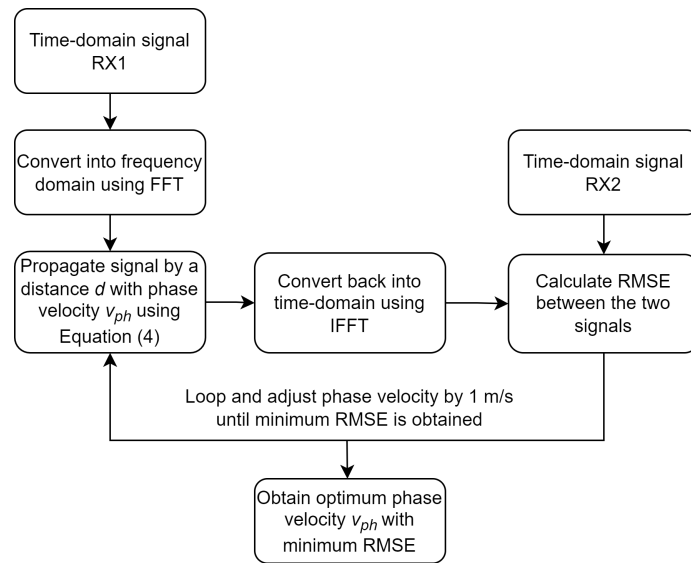 Time-domain signal
RX1
Convert into frequency
domain using FFT
Time-domain signal
RX2
Propagate signal by a
distance d with phase
velocity vph using
Equation (4)
Convert back into
time-domain using
IFFT
Calculate RMSE
between the two
signals
Loop and adjust phase velocity by 1 m/s
until minimum RMSE is obtained
Obtain optimum phase
velocity vph with
minimum RMSE